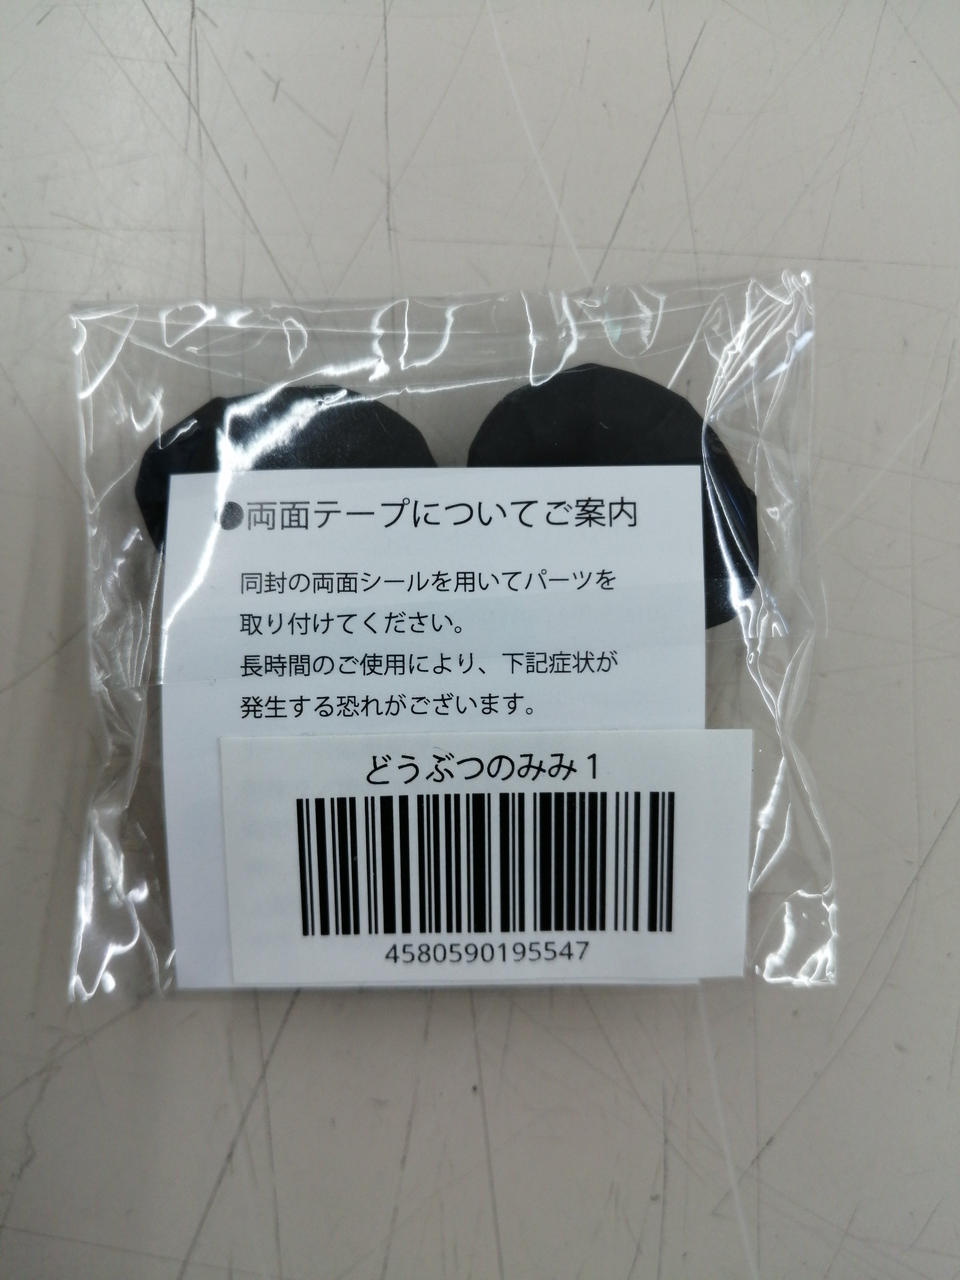 ●両面テープについてご案内
同封の両面シールを用いてパーツを
取り付けてください。
長時間のご使用により、下記症状が
発生する恐れがございます。
どうぶつのみみ1
4580590195547